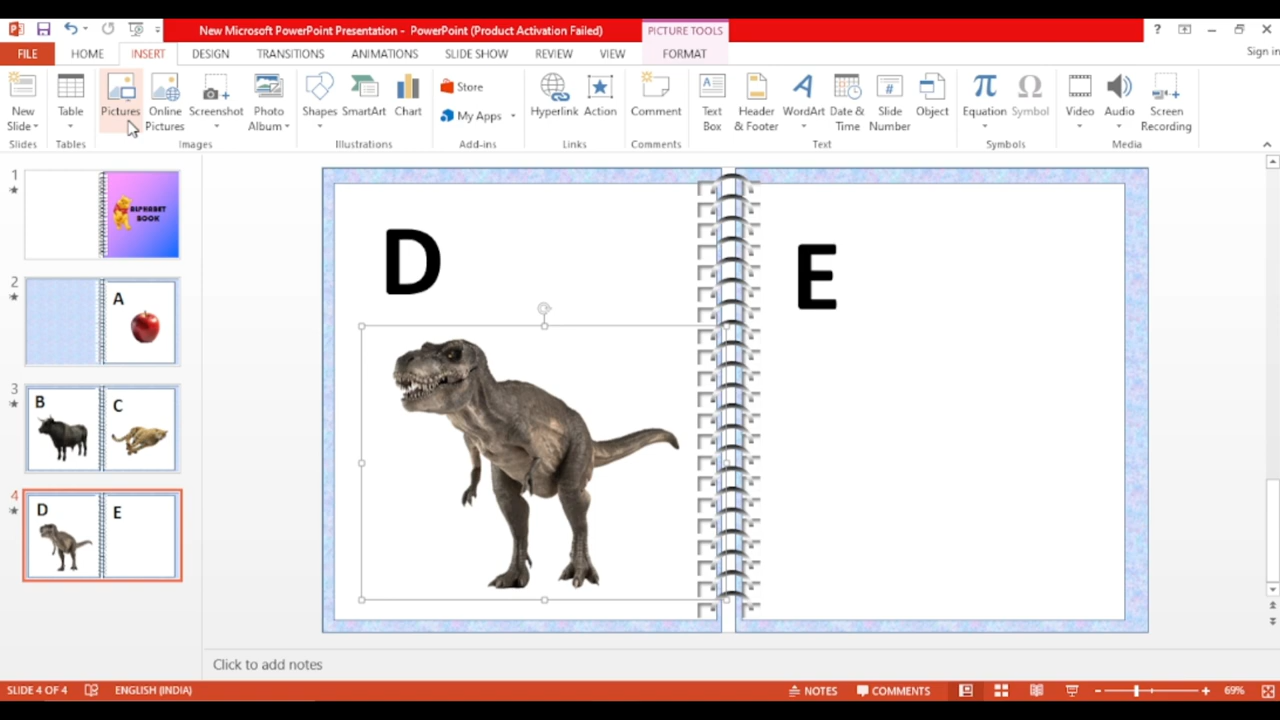 New Microsoft PowerPoint Presentation - PowerPoint (Product Activation Failed)
PICTURE TOOLS
?
FILE HOME INSERT DESIGN TRANSITIONS ANIMATIONS SLIDE SHOW REVIEW VIEW FORMAT
Sign in
New Slide
Table
Pictures
Online Pictures
Screenshot
Photo Album
Shapes
SmartArt
Chart
Store
My Apps
Hyperlink
Action
Comment
Text Box
Header & Footer
WordArt
Date & Time
Slide Number
Object
Equation
Symbol
Video
Audio
Screen Recording
Slides Tables Images Illustrations Add-ins Links Comments Text Symbols Media
1
ALPHABET
BOOK
2
A
3
B C
4
D E
D E
Click to add notes
SLIDE 4 OF 4 ENGLISH (INDIA) NOTES COMMENTS 69%